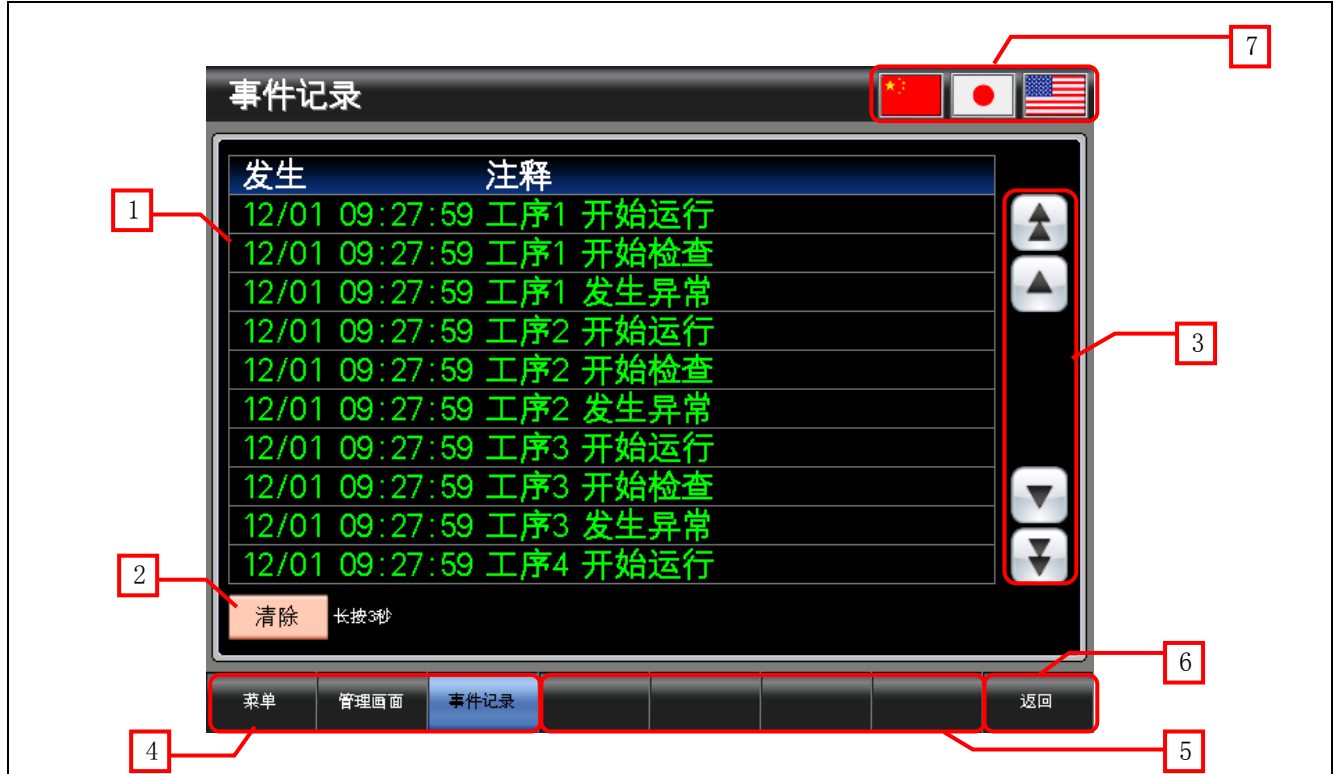 7
事件记录
发生 注释
1
12/01 09:27:59 工序1 开始运行
12/01 09:27:59 工序1 开始检查
12/01 09:27:59 工序1 发生异常
12/01 09:27:59 工序2 开始运行
3
12/01 09:27:59 工序2 开始检查
12/01 09:27:59 工序2 发生异常
12/01 09:27:59 工序3 开始运行
12/01 09:27:59 工序3 开始检查
12/01 09:27:59 工序3 发生异常
12/01 09:27:59 工序4 开始运行
2
清除 长按3秒
6
菜单 管理画面 事件记录 返回
4
5